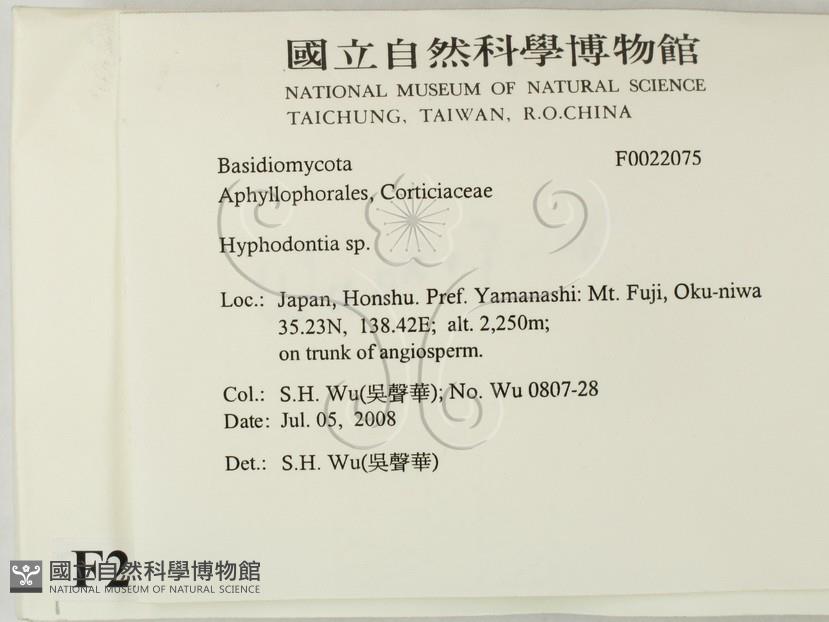 國立自然科學博物館
NATIONAL MUSEUM OF NATURAL SCIENCE
TAICHUNG, TAIWAN, R.O.CHINA
Basidiomycota F0022075
Aphyllophorales, Corticiaceae
Hyphodontia sp.
Loc.: Japan, Honshu. Pref. Yamanashi: Mt. Fuji, Oku-niwa
35.23N, 138.42E; alt. 2,250m;
on trunk of angiosperm.
Col.: S.H. Wu(吳聲華); No. Wu 0807-28
Date: Jul. 05, 2008
Det.: S.H. Wu(吳聲華)
F2
國立自然科學博物館
NATIONAL MUSEUM OF NATURAL SCIENCE